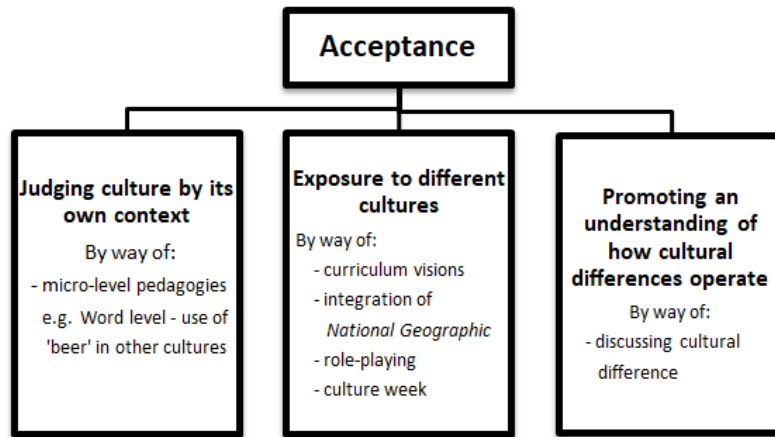 Acceptance
Judging culture by its
own context
By way of:
- micro-level pedagogies
e.g. Word level - use of
'beer' in other cultures
Exposure to different
cultures
By way of:
- curriculum visions
- integration of
National Geographic
- role-playing
- culture week
Promoting an
understanding of
how cultural
differences operate
By way of:
- discussing cultural
difference